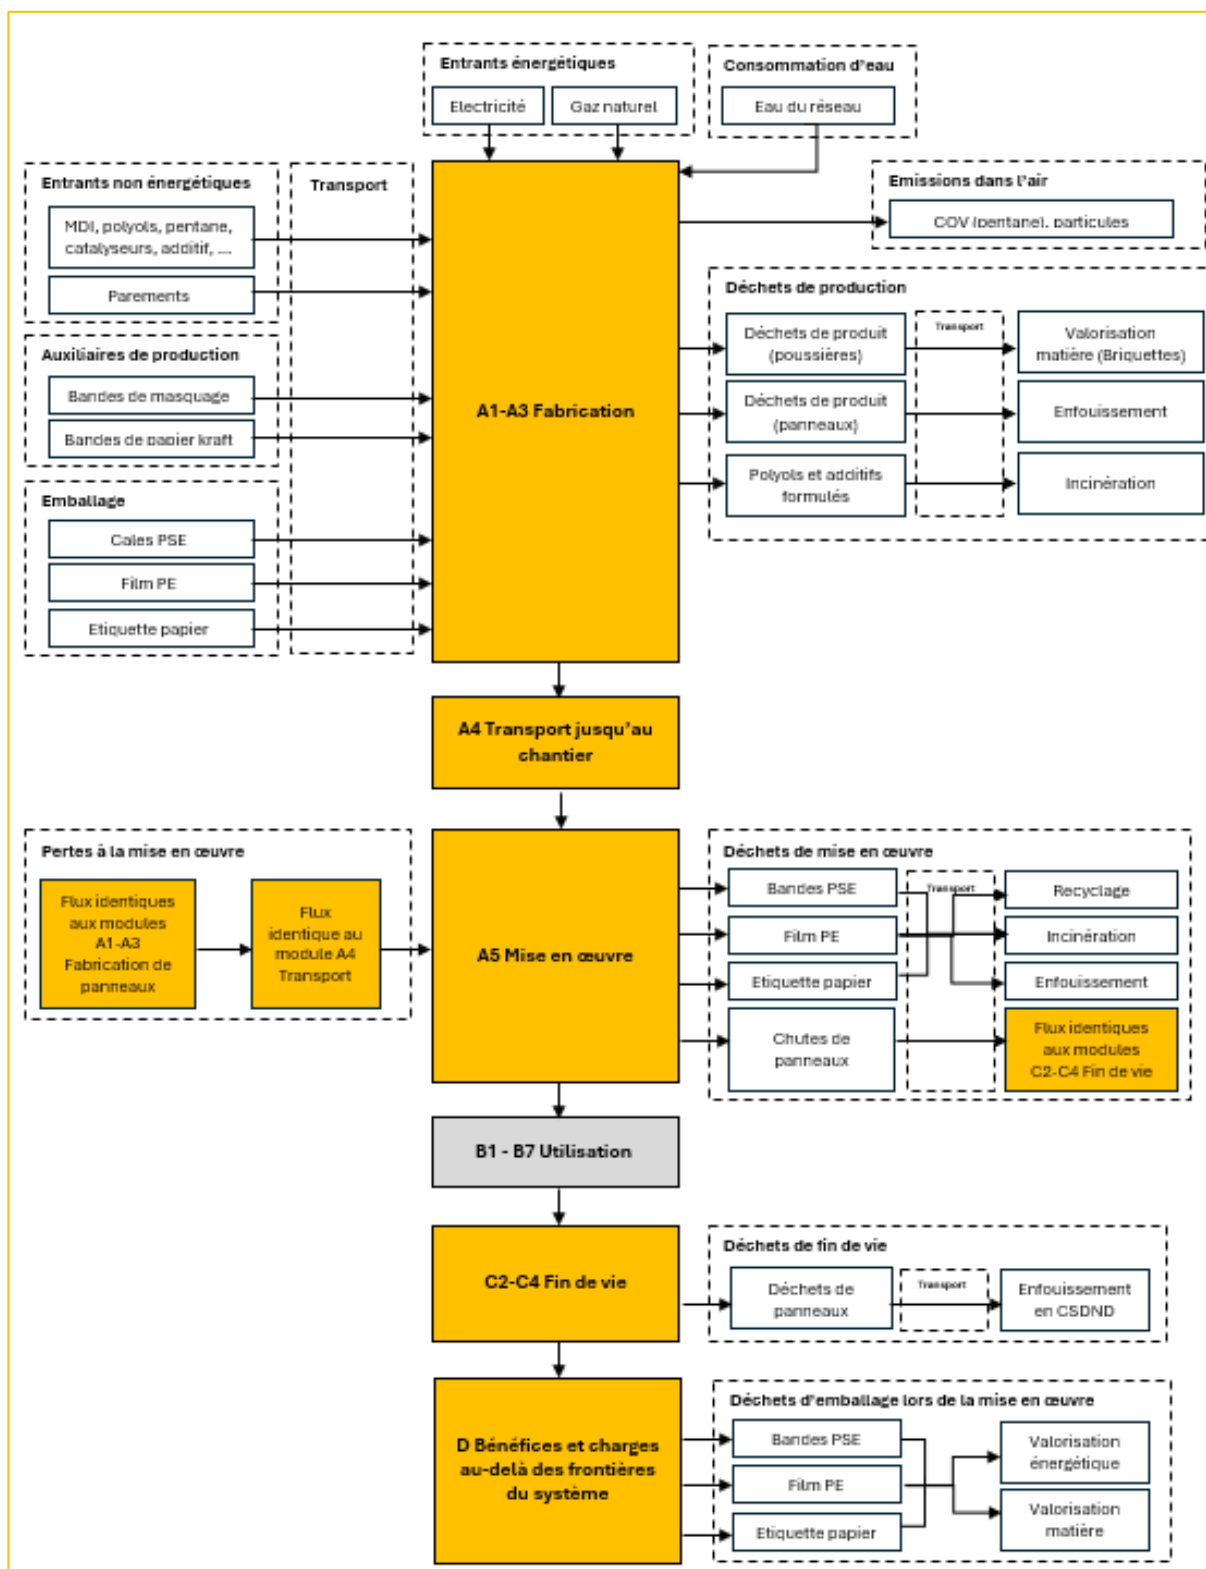 Entrants énergétiques
Electricité
Gaz naturel
Consommation d'eau
Eau du réseau
Entrants non énergétiques
MDI, polyols, pentane,
catalyseurs, additif, ....
Parements
Transport
Auxiliaires de production
Bandes de masquage
Bandes de papier kraft
Emballage
Cales PSE
Film PE
Etiquette papier
A1-A3 Fabrication
Emissions dans l'air
COV (pentane), particules
Déchets de production
Déchets de produit
(poussières)
Transport
Valorisation
matière (Briquettes)
Déchets de produit
(panneaux)
Enfouissement
Polyols et additifs
formulés
Incinération
A4 Transport jusqu'au
chantier
Pertes à la mise en œuvre
Flux identiques
aux modules
A1-A3
Fabrication de
panneaux
Flux
identique au
module A4
Transport
A5 Mise en œuvre
Déchets de mise en œuvre
Bandes PSE
Transport
Recyclage
Film PE
Incinération
Etiquette papier
Enfouissement
Chutes de
panneaux
Flux identiques
aux modules
C2-C4 Fin de vie
B1 - B7 Utilisation
C2-C4 Fin de vie
Déchets de fin de vie
Déchets de
panneaux
Transport
Enfouissement
en CSDND
D Bénéfices et charges
au-delà des frontières
du système
Déchets d'emballage lors de la mise en œuvre
Bandes PSE
Film PE
Etiquette papier
Valorisation
énergétique
Valorisation
matière